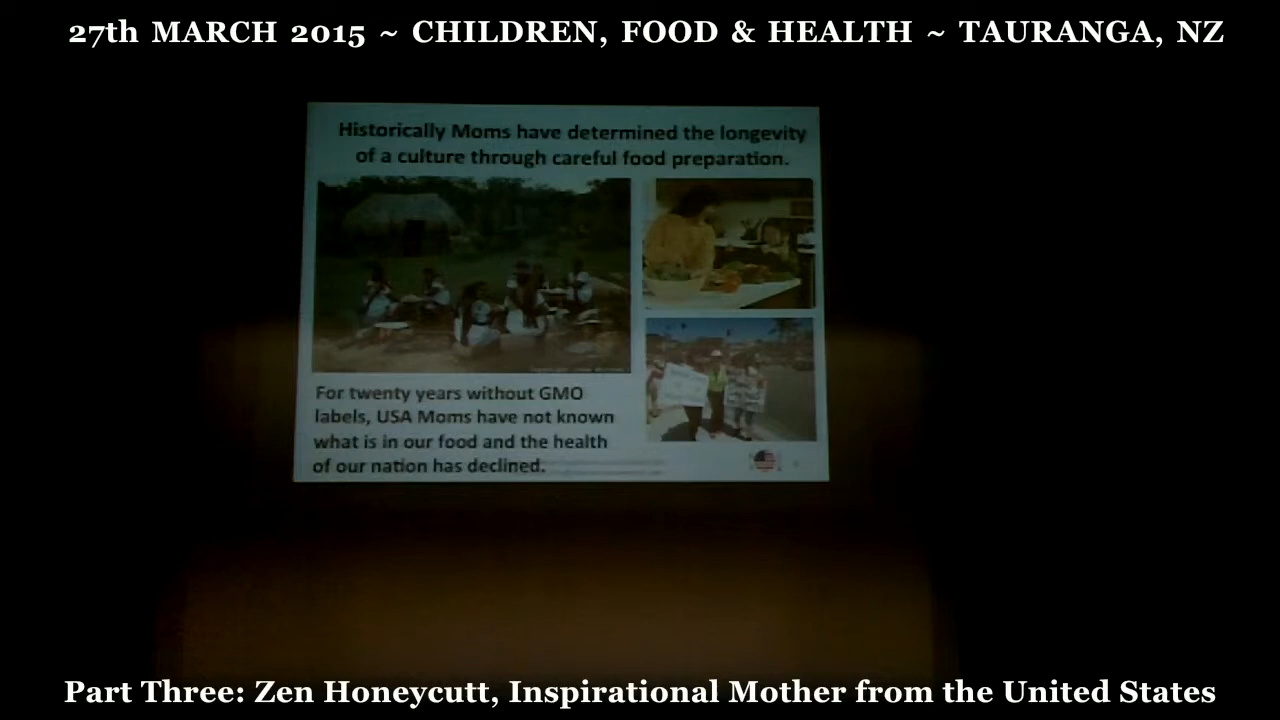 27th MARCH 2015 ~ CHILDREN, FOOD & HEALTH ~ TAURANGA, NZ
Historically Moms have determined the longevity
of a culture through careful food preparation.
For twenty years without GMO
labels, USA Moms have not known
what is in our food and the health
of our nation has declined.
Part Three: Zen Honeycutt, Inspirational Mother from the United States